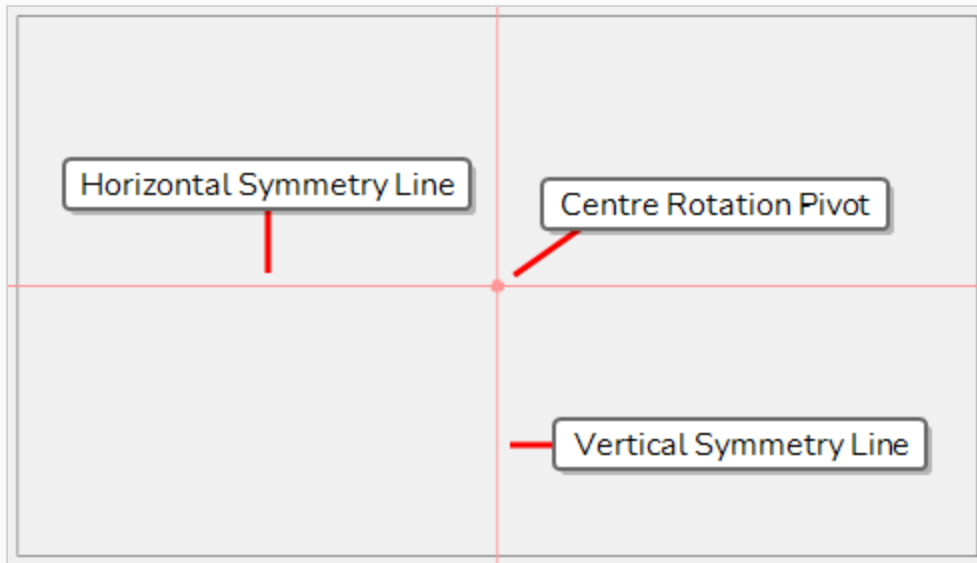 Horizontal Symmetry Line
Centre Rotation Pivot
Vertical Symmetry Line